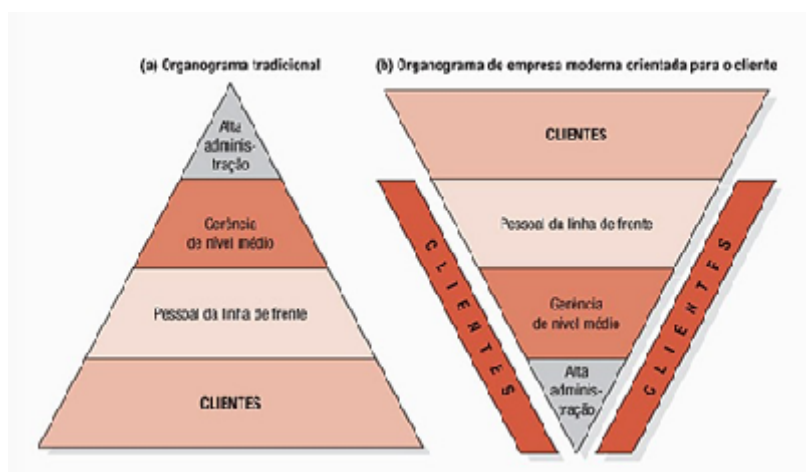 (a) Organograma tradicional
Alta
adminis-
tração
Gerência
de nível médio
Pessoal da linha de frente
CLIENTES
(b) Organograma de empresa moderna orientada para o cliente
CLIENTES
Pessoal da linha de frente
Gerência
de nível médio
Alta
adminis-
tração
CLIENTES
CLIENTES